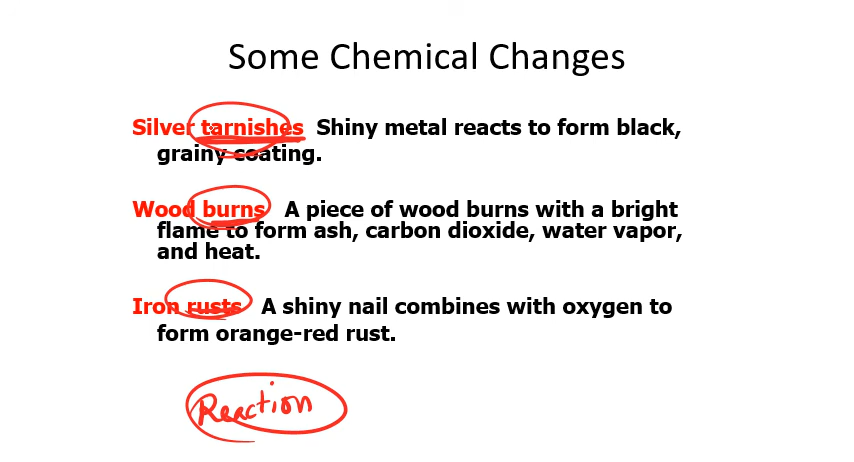 Some Chemical Changes
Silver tarnishes Shiny metal reacts to form black,
grainy coating.
Wood burns A piece of wood burns with a bright
flame to form ash, carbon dioxide, water vapor,
and heat.
Iron rusts A shiny nail combines with oxygen to
form orange-red rust.
Reaction